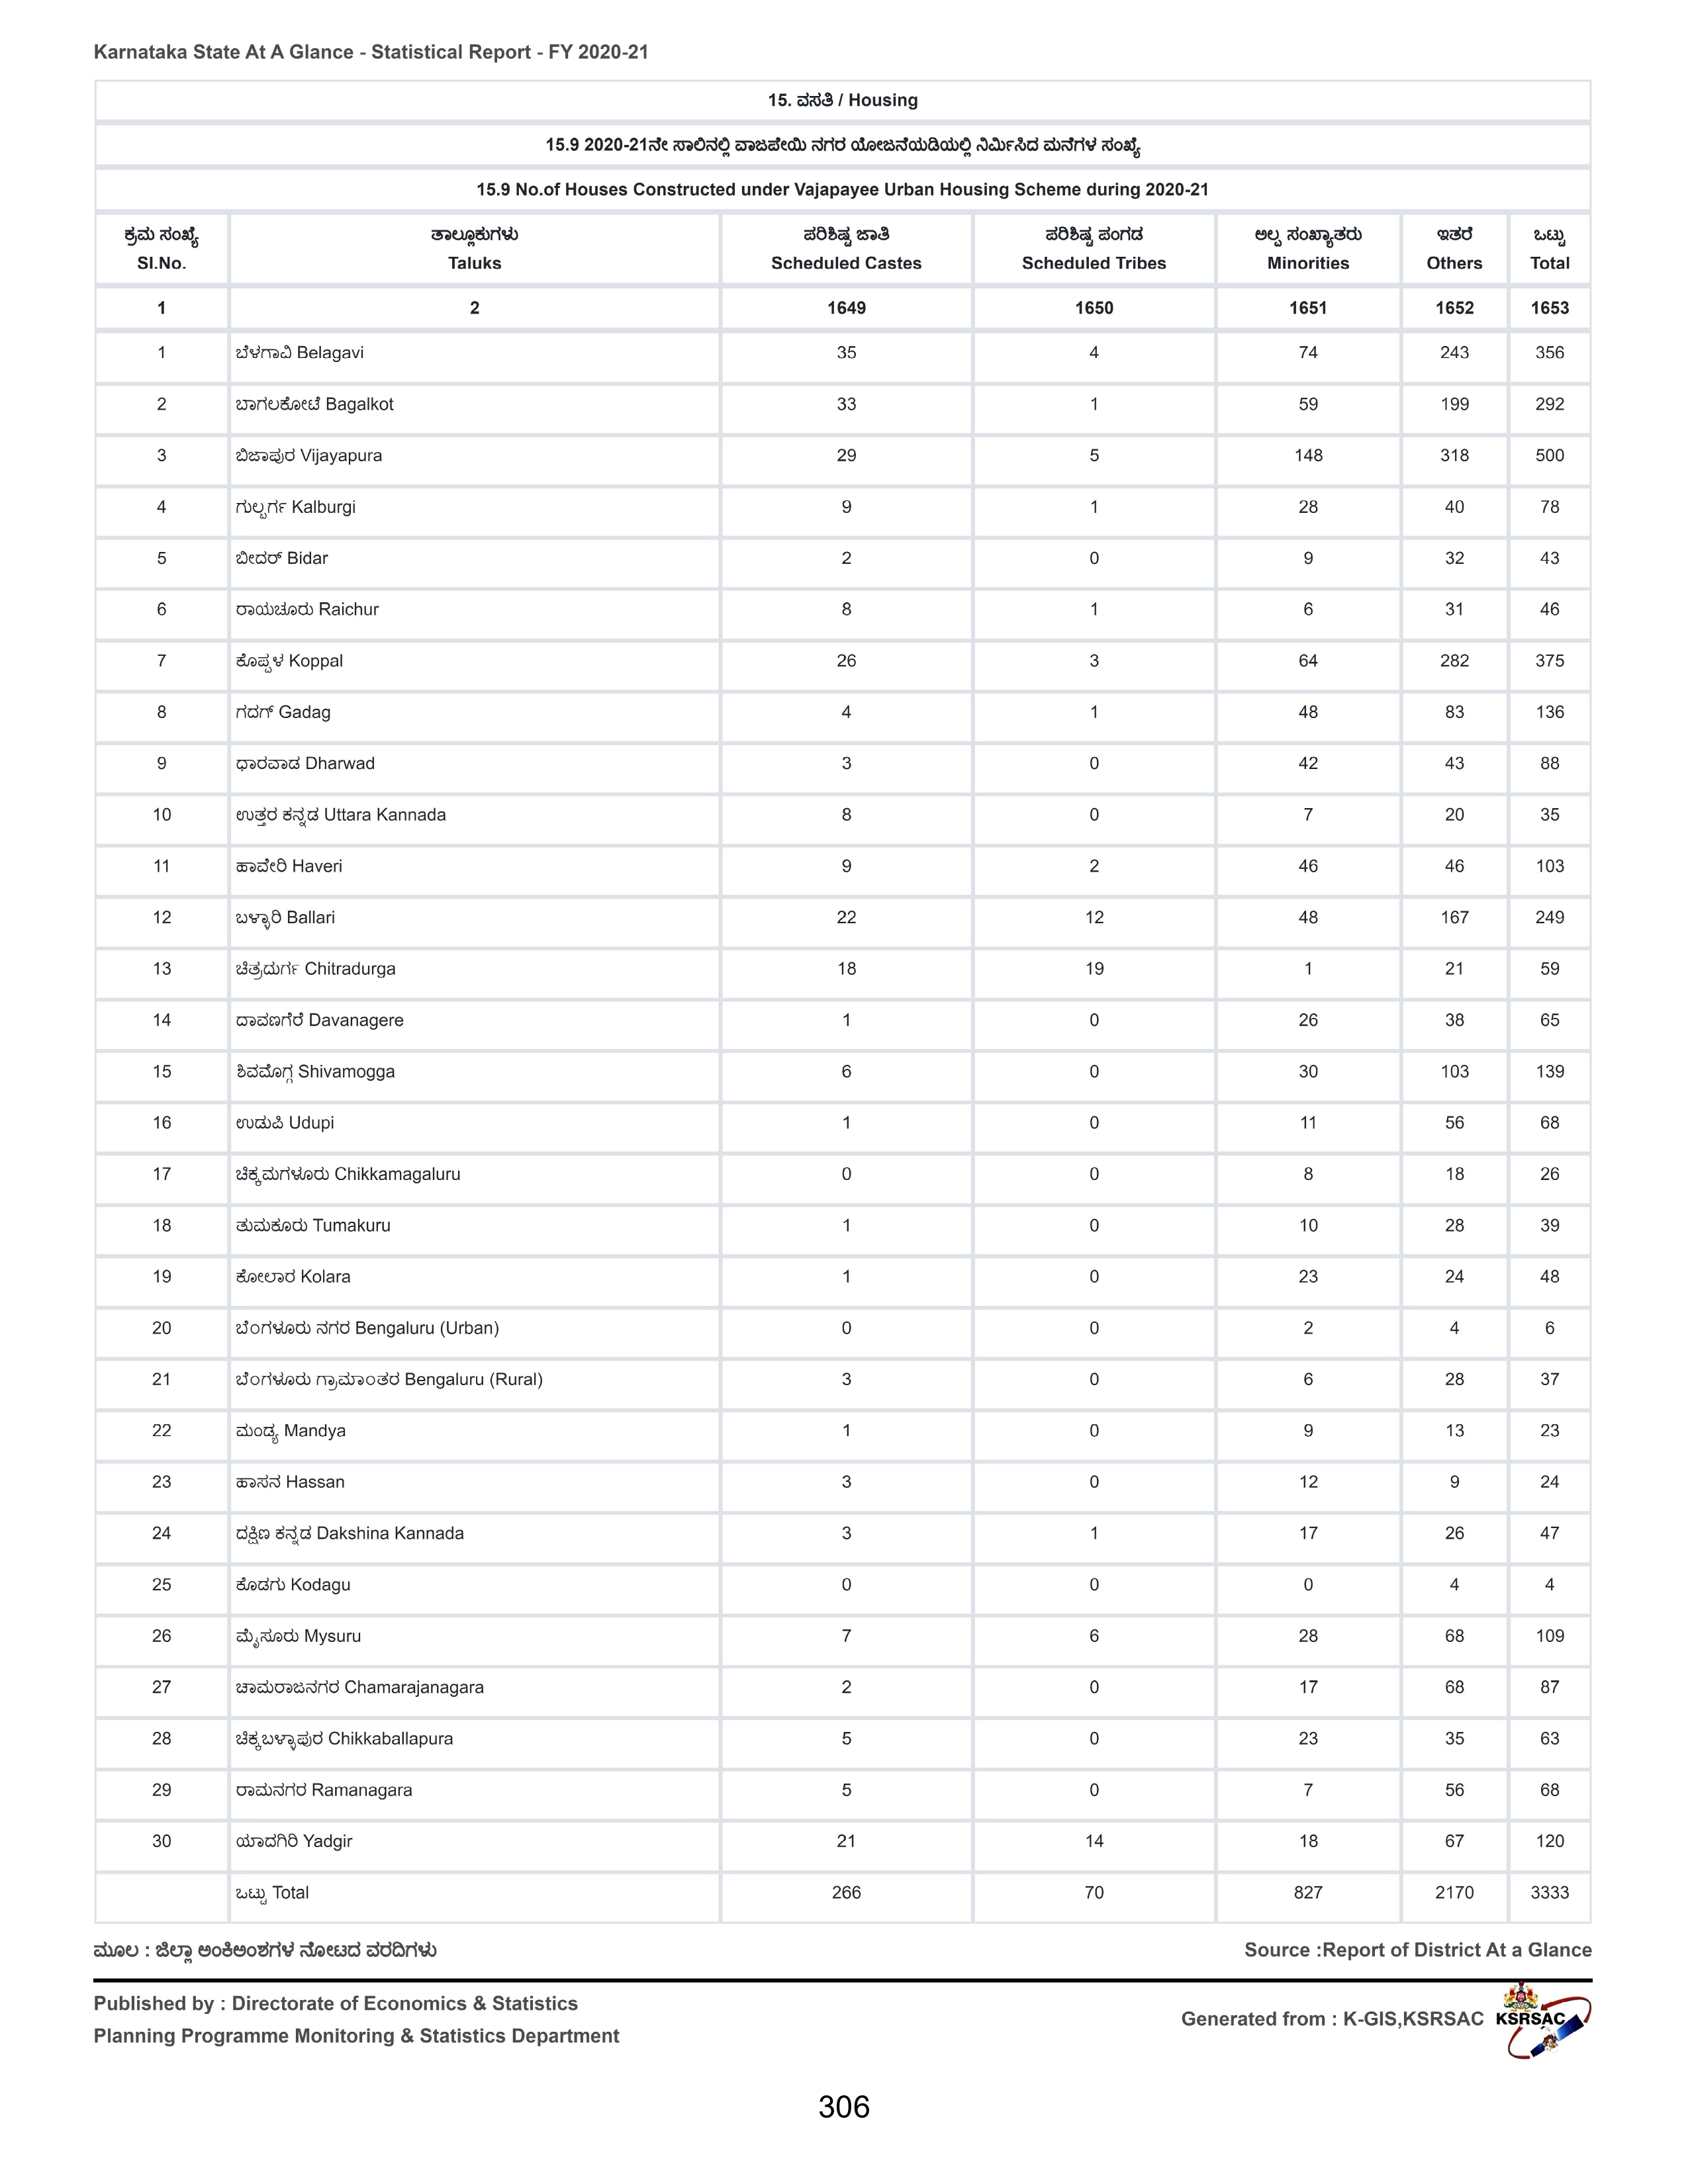 Karnataka State At A Glance - Statistical Report - FY 2020-21
15. ವಸತಿ / Housing
15.9 2020-21ನೇ ಸಾಲಿನಲ್ಲಿ ವಾಜಪೇಯಿ ನಗರ ಯೋಜನೆಯಡಿಯಲ್ಲಿ ನಿರ್ಮಿಸಿದ ಮನೆಗಳ ಸಂಖ್ಯೆ
15.9 No.of Houses Constructed under Vajapayee Urban Housing Scheme during 2020-21
ಕ್ರಮ ಸಂಖ್ಯೆ ತಾಲ್ಲೂಕುಗಳು ಪರಿಶಿಷ್ಟ ಜಾತಿ ಪರಿಶಿಷ್ಟ ಪಂಗಡ ಅಲ್ಪ ಸಂಖ್ಯಾತರು ಇತರೆ ಒಟ್ಟು
Sl.No. Taluks Scheduled Castes Scheduled Tribes Minorities Others Total
1 2 1649 1650 1651 1652 1653
1 ಬೆಳಗಾವಿ Belagavi 35 4 74 243 356
2 ಬಾಗಲಕೋಟೆ Bagalkot 33 1 59 199 292
3 ಬಿಜಾಪುರ Vijayapura 29 5 148 318 500
4 ಗುಲ್ಬರ್ಗ Kalburgi 9 1 28 40 78
5 ಬೀದರ್ Bidar 2 0 9 32 43
6 ರಾಯಚೂರು Raichur 8 1 6 31 46
7 ಕೊಪ್ಪಳ Koppal 26 3 64 282 375
8 ಗದಗ್ Gadag 4 1 48 83 136
9 ಧಾರವಾಡ Dharwad 3 0 42 43 88
10 ಉತ್ತರ ಕನ್ನಡ Uttara Kannada 8 0 7 20 35
11 ಹಾವೇರಿ Haveri 9 2 46 46 103
12 ಬಳ್ಳಾರಿ Ballari 22 12 48 167 249
13 ಚಿತ್ರದುರ್ಗ Chitradurga 18 19 1 21 59
14 ದಾವಣಗೆರೆ Davanagere 1 0 26 38 65
15 ಶಿವಮೊಗ್ಗ Shivamogga 6 0 30 103 139
16 ಉಡುಪಿ Udupi 1 0 11 56 68
17 ಚಿಕ್ಕಮಗಳೂರು Chikkamagaluru 0 0 8 18 26
18 ತುಮಕೂರು Tumakuru 1 0 10 28 39
19 ಕೋಲಾರ Kolara 1 0 23 24 48
20 ಬೆಂಗಳೂರು ನಗರ Bengaluru (Urban) 0 0 2 4 6
21 ಬೆಂಗಳೂರು ಗ್ರಾಮಾಂತರ Bengaluru (Rural) 3 0 6 28 37
22 ಮಂಡ್ಯ Mandya 1 0 9 13 23
23 ಹಾಸನ Hassan 3 0 12 9 24
24 ದಕ್ಷಿಣ ಕನ್ನಡ Dakshina Kannada 3 1 17 26 47
25 ಕೊಡಗು Kodagu 0 0 0 4 4
26 ಮೈಸೂರು Mysuru 7 6 28 68 109
27 ಚಾಮರಾಜನಗರ Chamarajanagara 2 0 17 68 87
28 ಚಿಕ್ಕಬಳ್ಳಾಪುರ Chikkaballapura 5 0 23 35 63
29 ರಾಮನಗರ Ramanagara 5 0 7 56 68
30 ಯಾದಗಿರಿ Yadgir 21 14 18 67 120
ಒಟ್ಟು Total 266 70 827 2170 3333
ಮೂಲ : ಜಿಲ್ಲಾ ಅಂಕಿಅಂಶಗಳ ನೋಟದ ವರದಿಗಳು Source :Report of District At a Glance
Published by : Directorate of Economics & Statistics
Planning Programme Monitoring & Statistics Department
Generated from : K-GIS,KSRSAC KSRSAC
306